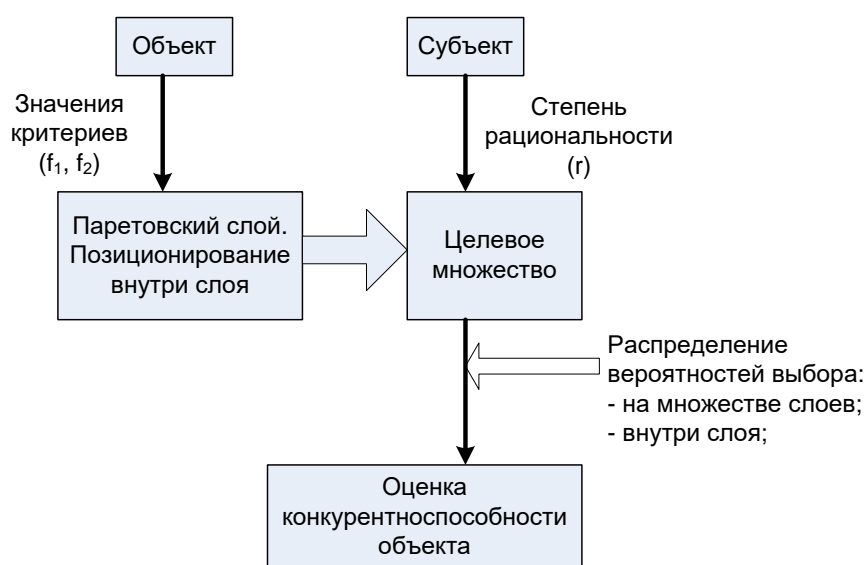 Объект
Субъект
Значения
критериев
(f₁, f₂)
Степень
рациональности
(r)
Паретовский слой.
Позиционирование
внутри слоя
Целевое
множество
Распределение
вероятностей выбора:
- на множестве слоев;
- внутри слоя;
Оценка
конкурентноспособности
объекта